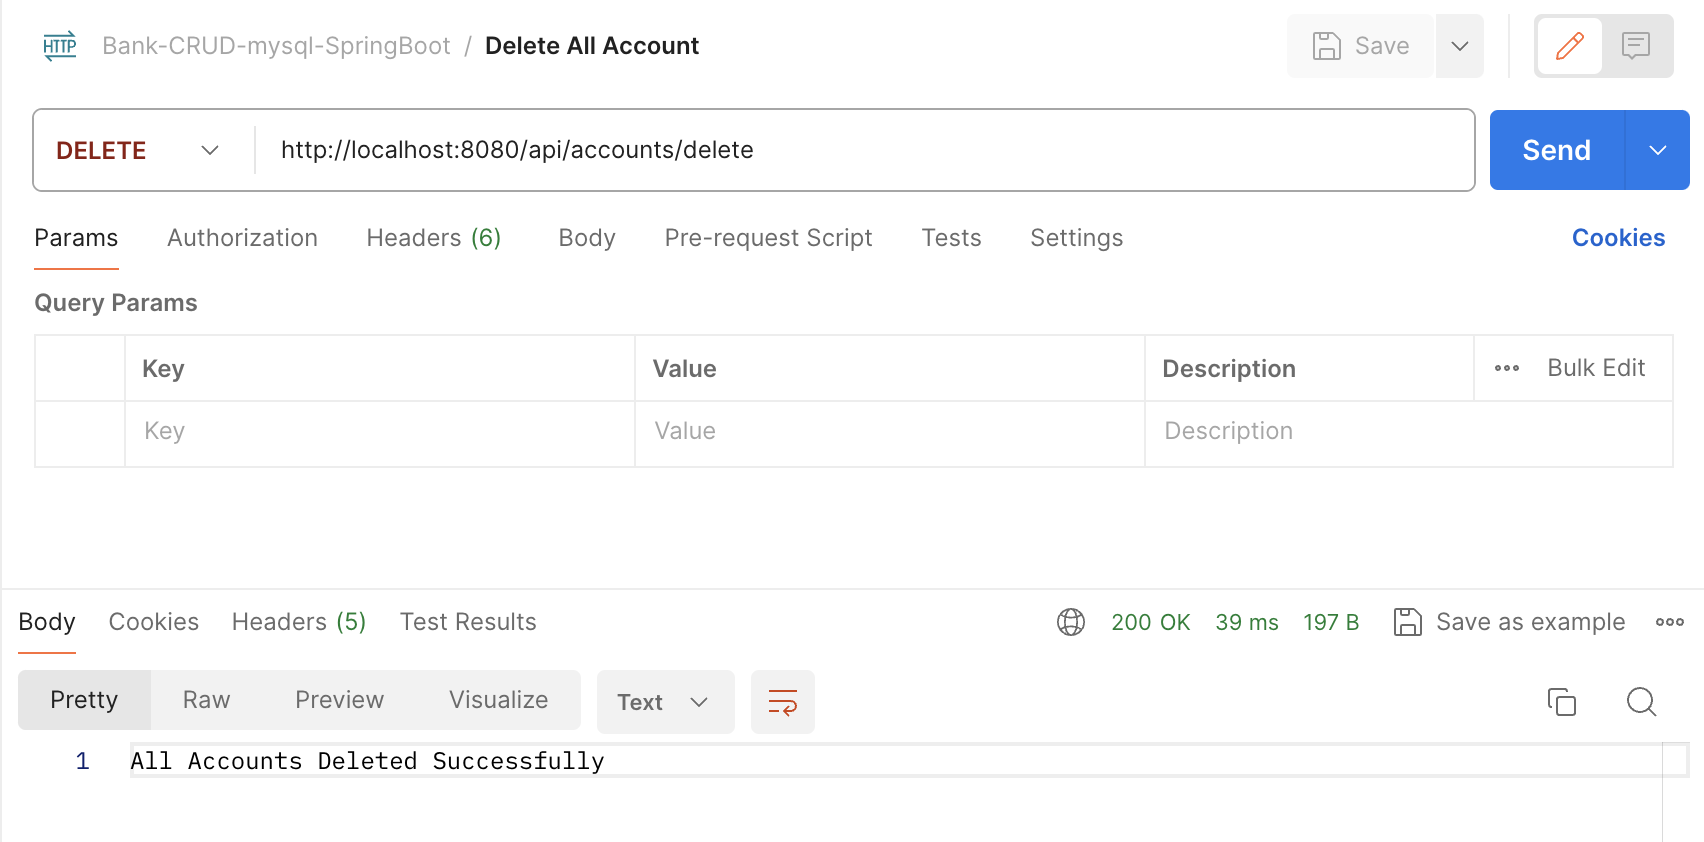 HTTP Bank-CRUD-mysql-SpringBoot / Delete All Account Save
DELETE http://localhost:8080/api/accounts/delete Send
Params Authorization Headers (6) Body Pre-request Script Tests Settings Cookies
Query Params
Key Value Description Bulk Edit
Key Value Description
Body Cookies Headers (5) Test Results 200 OK 39 ms 197 B Save as example
Pretty Raw Preview Visualize Text
1 All Accounts Deleted Successfully